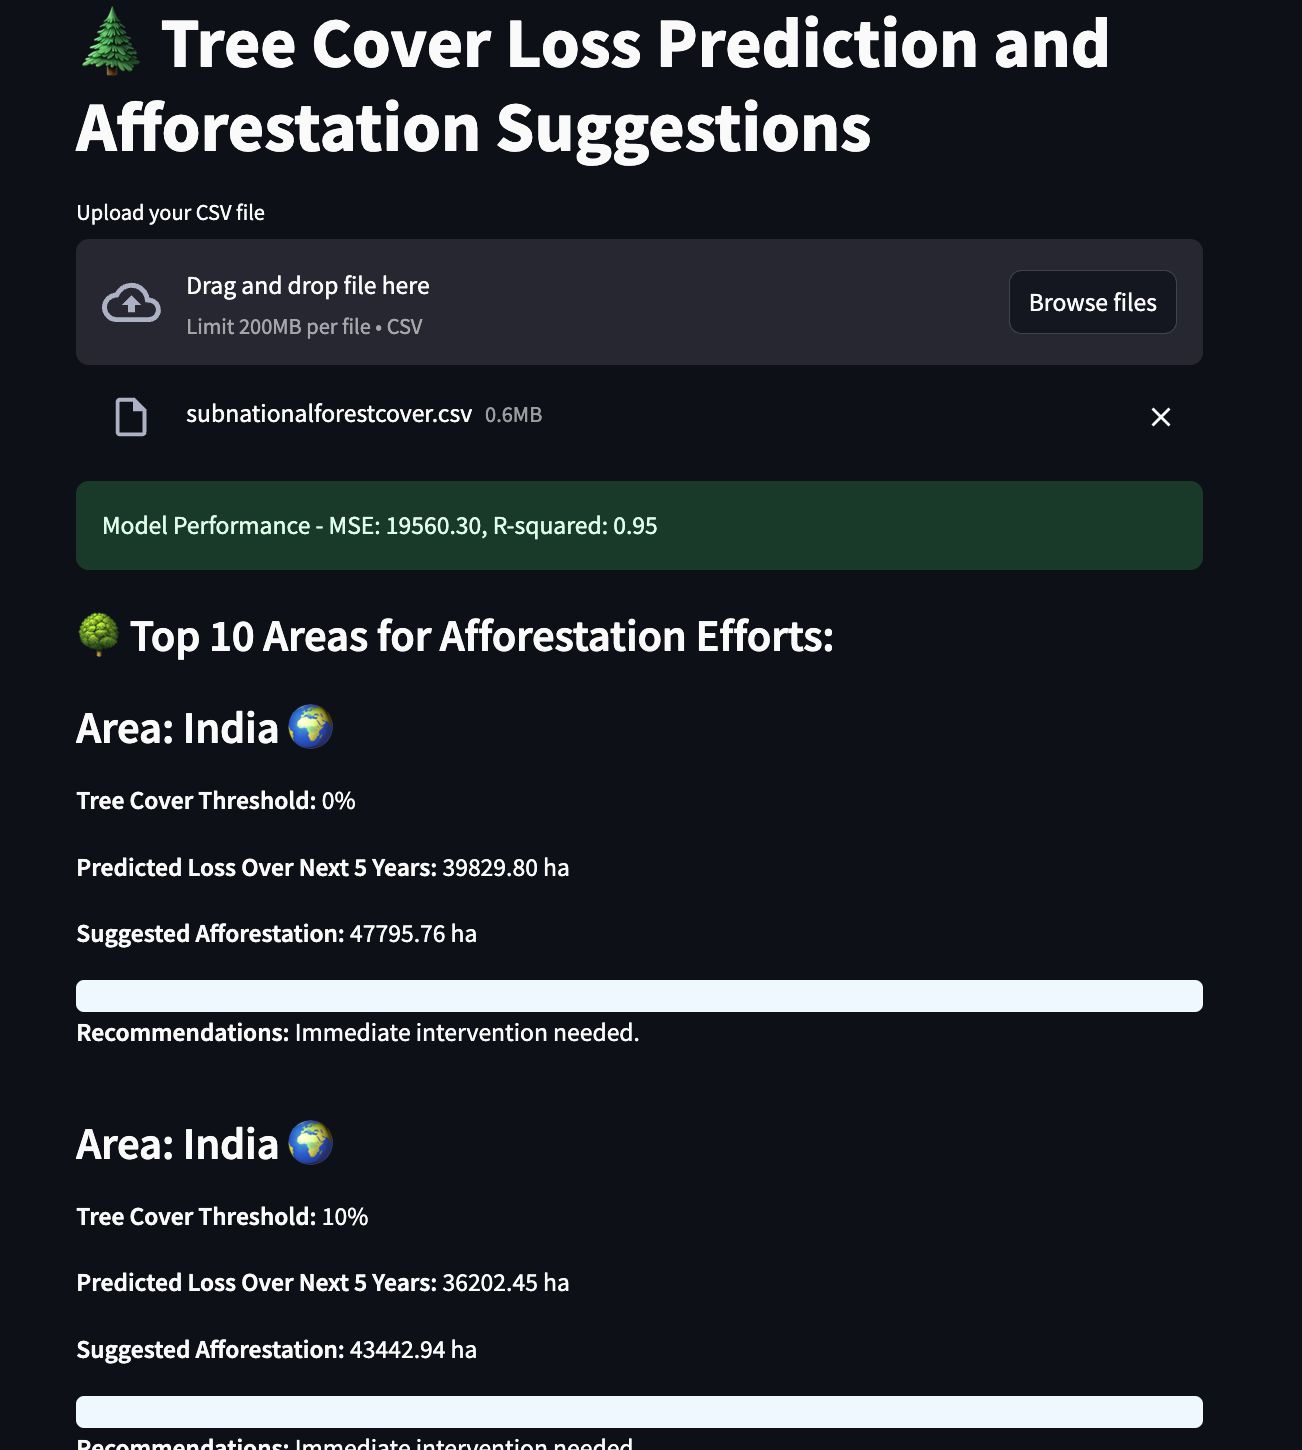 🌲 Tree Cover Loss Prediction and
Afforestation Suggestions
Upload your CSV file
Drag and drop file here
Limit 200MB per file • CSV
Browse files
subnationalforestcover.csv 0.6MB
Model Performance - MSE: 19560.30, R-squared: 0.95
🌳 Top 10 Areas for Afforestation Efforts:
Area: India 🌍
Tree Cover Threshold: 0%
Predicted Loss Over Next 5 Years: 39829.80 ha
Suggested Afforestation: 47795.76 ha
Recommendations: Immediate intervention needed.
Area: India 🌍
Tree Cover Threshold: 10%
Predicted Loss Over Next 5 Years: 36202.45 ha
Suggested Afforestation: 43442.94 ha
Recommendations: Immediate intervention needed.